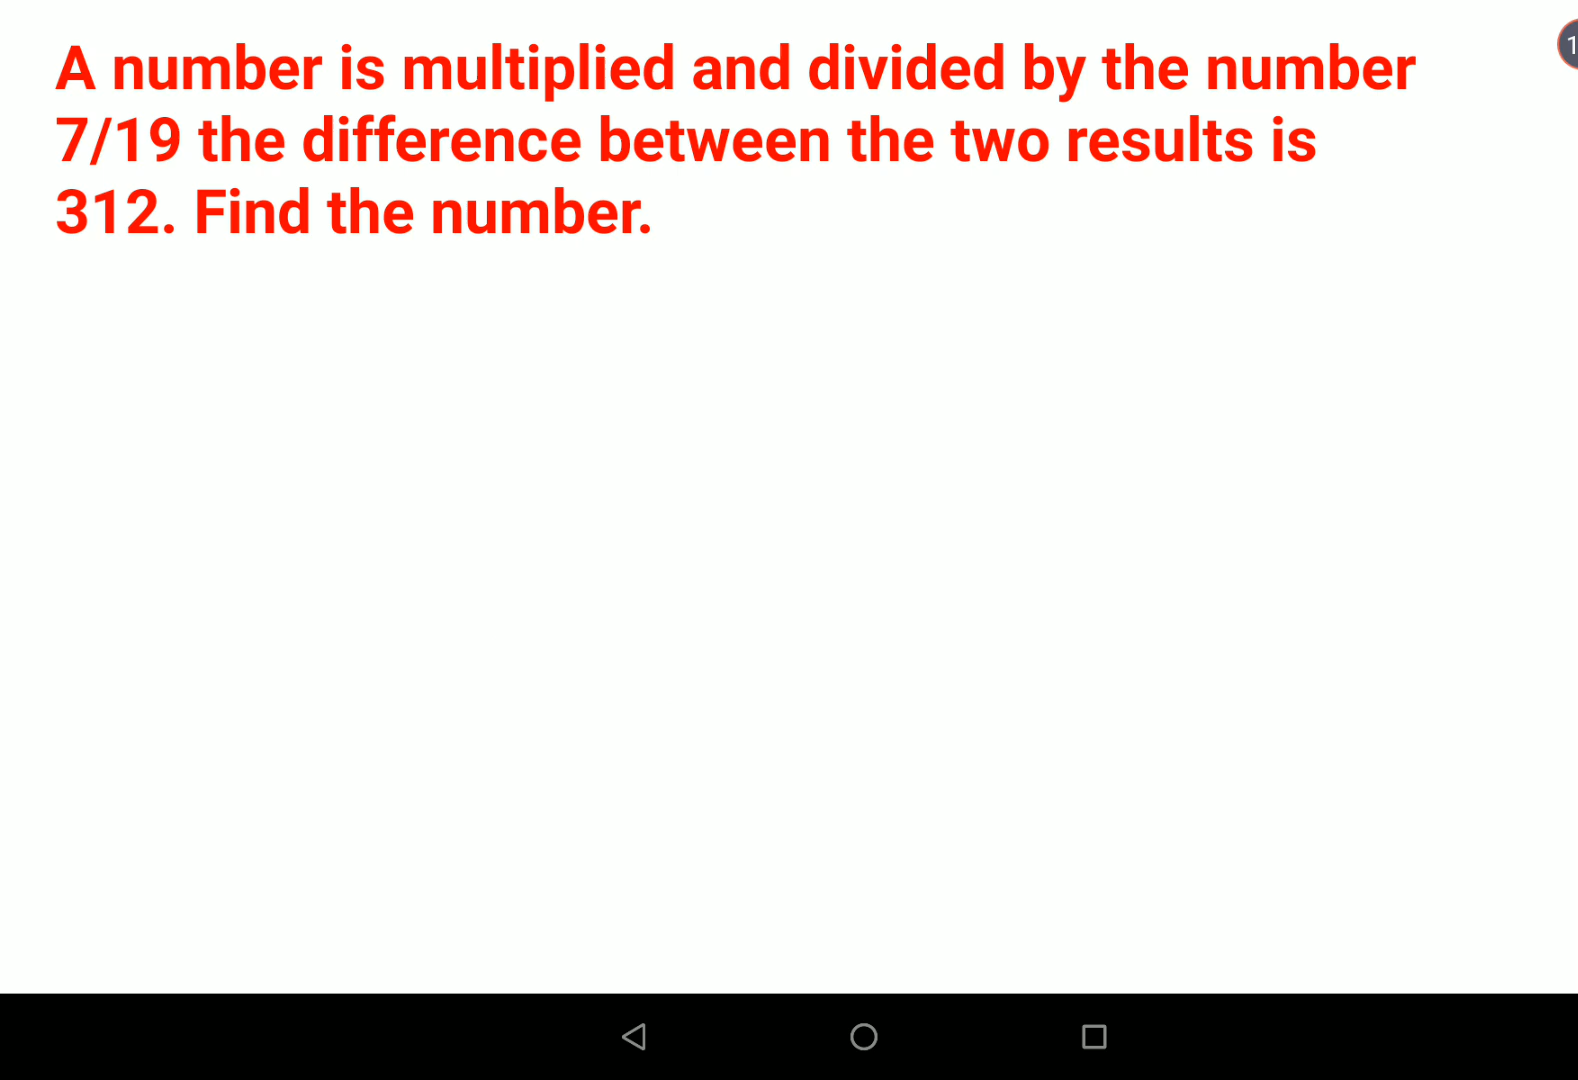 A number is multiplied and divided by the number
7/19 the difference between the two results is
312. Find the number.
1